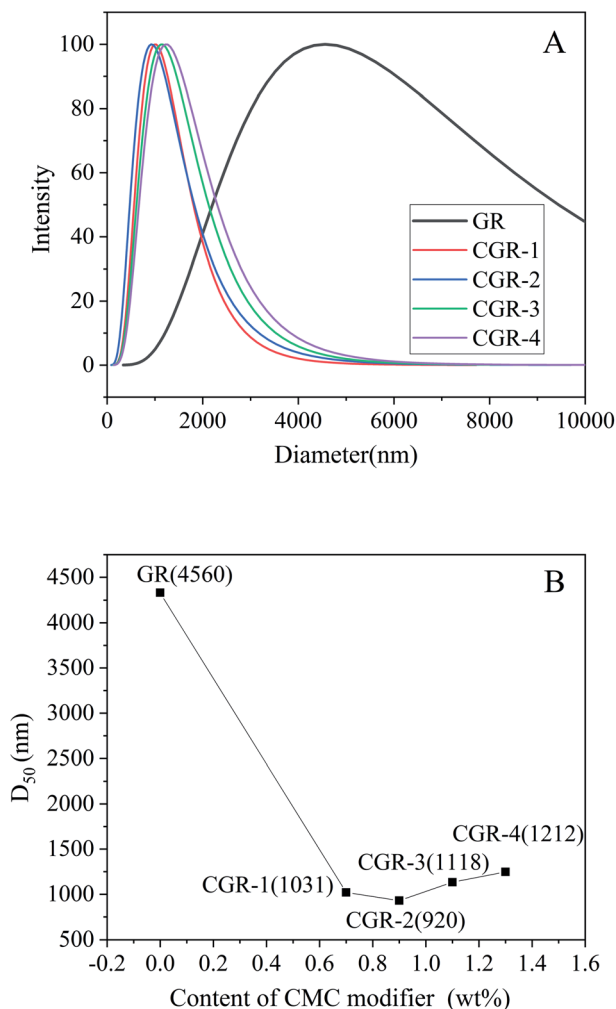 A
100
80
60
40
20
0
Intensity
GR
CGR-1
CGR-2
CGR-3
CGR-4
0 2000 4000 6000 8000 10000
Diameter(nm)
B
4500
4000
3500
3000
2500
2000
1500
1000
500
D₅₀ (nm)
GR(4560)
CGR-4(1212)
CGR-3(1118)
CGR-1(1031)
CGR-2(920)
-0.2 0.0 0.2 0.4 0.6 0.8 1.0 1.2 1.4 1.6
Content of CMC modifier (wt%)